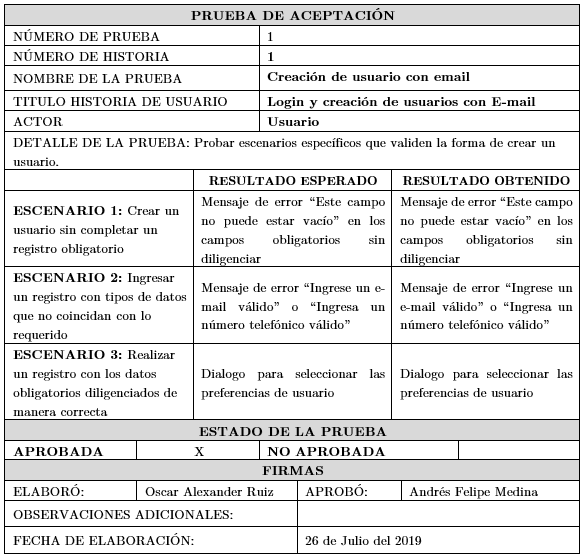 PRUEBA DE ACEPTACIÓN
NÚMERO DE PRUEBA 1
NÚMERO DE HISTORIA 1
NOMBRE DE LA PRUEBA Creación de usuario con email
TITULO HISTORIA DE USUARIO Login y creación de usuarios con E-mail
ACTOR Usuario
DETALLE DE LA PRUEBA: Probar escenarios específicos que validen la forma de crear un
usuario.
RESULTADO ESPERADO RESULTADO OBTENIDO
ESCENARIO 1: Crear un
usuario sin completar un
registro obligatorio
Mensaje de error “Este campo
no puede estar vacío” en los
campos obligatorios sin
diligenciar
Mensaje de error “Este campo
no puede estar vacío” en los
campos obligatorios sin
diligenciar
ESCENARIO 2: Ingresar
un registro con tipos de datos
que no coincidan con lo
requerido
Mensaje de error “Ingrese un e-
mail válido” o “Ingresa un
número telefónico válido”
Mensaje de error “Ingrese un
e-mail válido” o “Ingresa un
número telefónico válido”
ESCENARIO 3: Realizar
un registro con los datos
obligatorios diligenciados de
manera correcta
Dialogo para seleccionar las
preferencias de usuario
Dialogo para seleccionar las
preferencias de usuario
ESTADO DE LA PRUEBA
APROBADA X NO APROBADA
FIRMAS
ELABORÓ: Oscar Alexander Ruiz APROBÓ: Andrés Felipe Medina
OBSERVACIONES ADICIONALES:
FECHA DE ELABORACIÓN: 26 de Julio del 2019